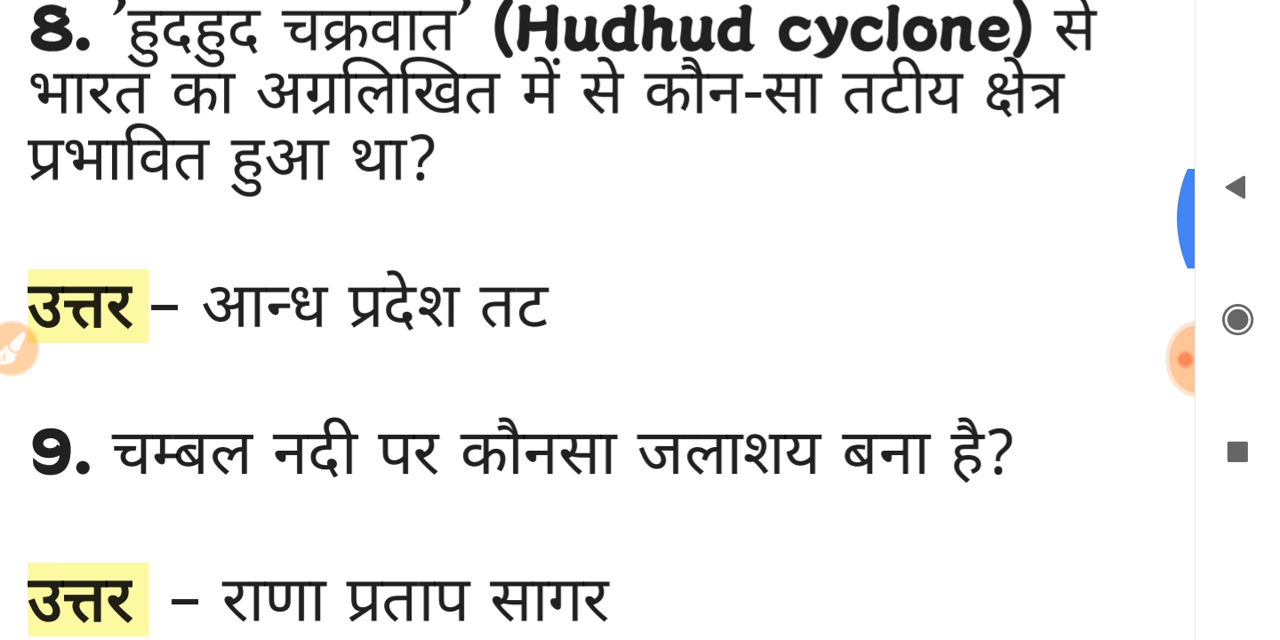 8. 'हुदहुद चक्रवात' (Hudhud cyclone) से
भारत का अग्रलिखित में से कौन-सा तटीय क्षेत्र
प्रभावित हुआ था?
उत्तर – आन्ध प्रदेश तट
9. चम्बल नदी पर कौनसा जलाशय बना है?
उत्तर – राणा प्रताप सागर